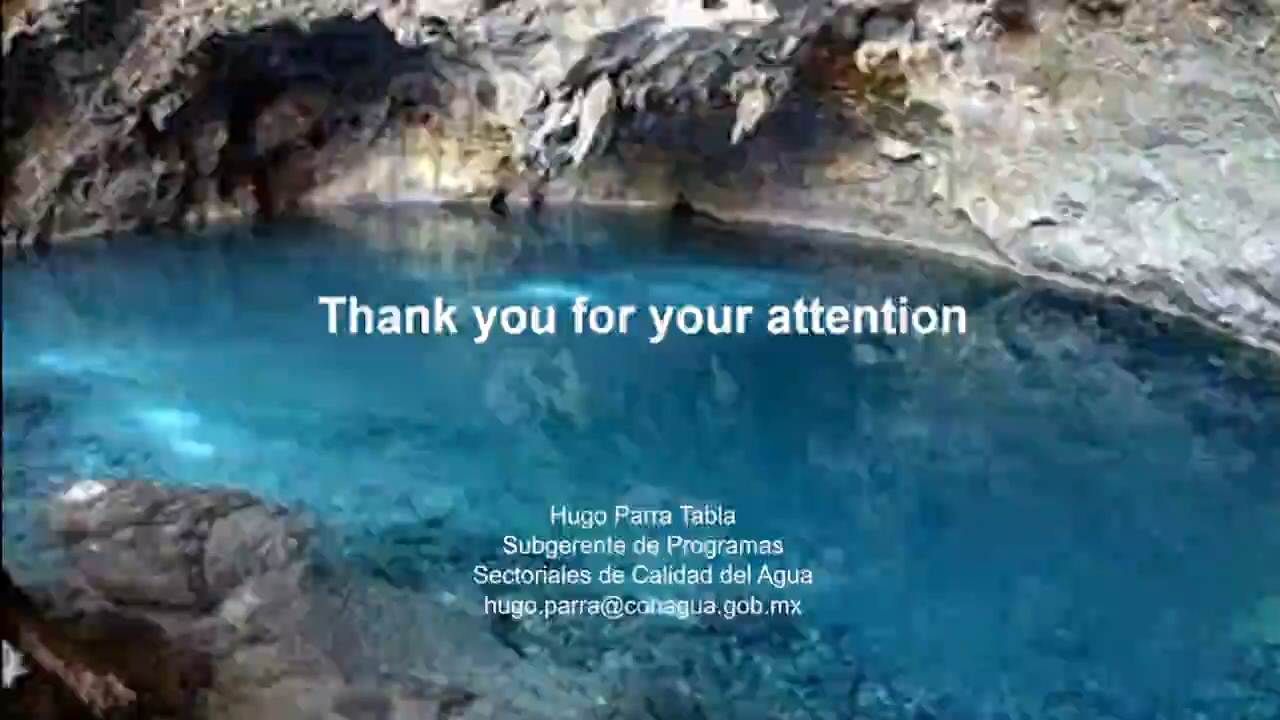 Thank you for your attention
Hugo Parra Tabla
Subgerente de Programas
Sectoriales de Calidad del Agua
hugo.parra@conagua.gob.mx